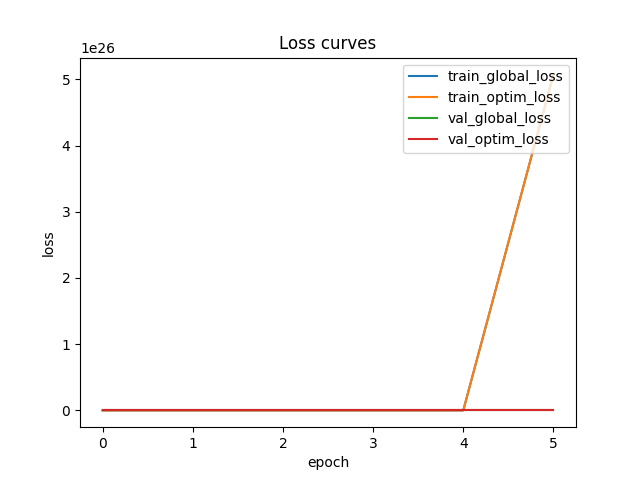 Loss curves
1e26
train_global_loss
train_optim_loss
val_global_loss
val_optim_loss
5
4
3
2
1
0
loss
0 1 2 3 4 5
epoch